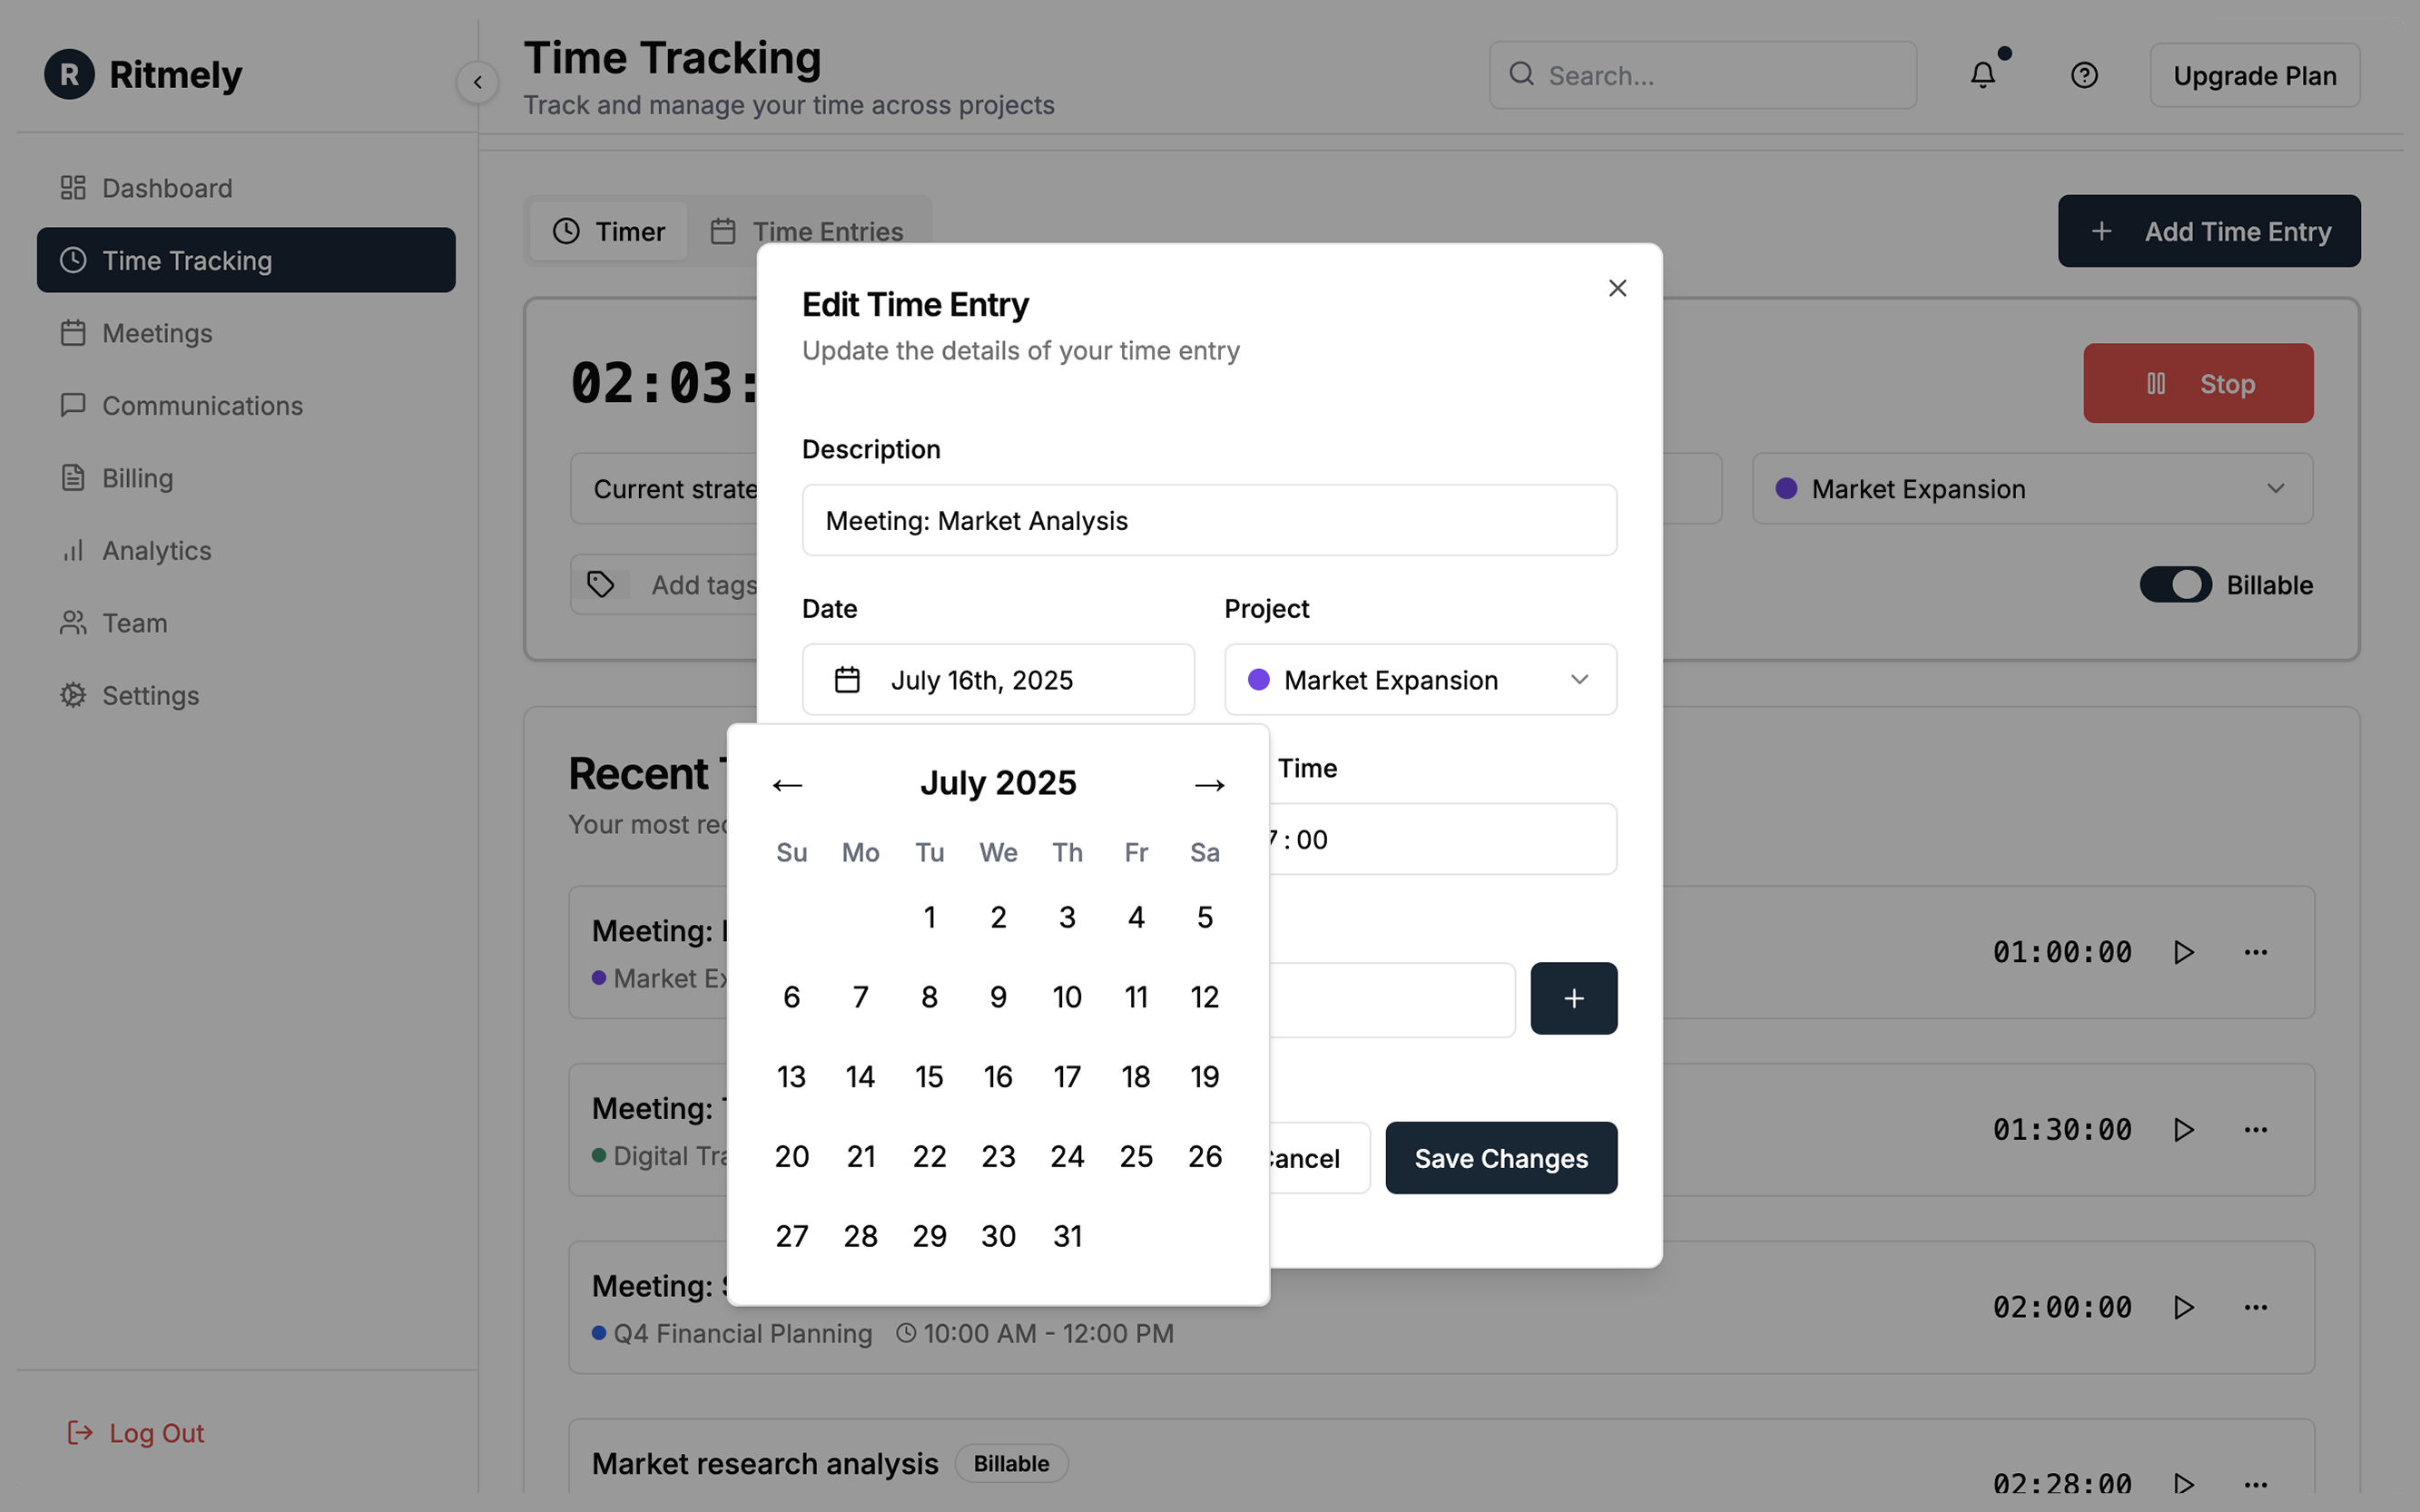 R Ritmely
Time Tracking
Track and manage your time across projects
Search...
Upgrade Plan
Dashboard
Time Tracking
Meetings
Communications
Billing
Analytics
Team
Settings
Log Out
Timer
Time Entries
Add Time Entry
02:03:
Stop
Current
Market Expansion
Add tags
Billable
Edit Time Entry
Update the details of your time entry
Description
Meeting: Market Analysis
Date
Project
July 16th, 2025
Market Expansion
Time
:00
July 2025
Su Mo Tu We Th Fr Sa
1 2 3 4 5
6 7 8 9 10 11 12
13 14 15 16 17 18 19
20 21 22 23 24 25 26
27 28 29 30 31
Save Changes
Recent
Your most
Meeting:
Market
01:00:00
Meeting:
Digital
01:30:00
Meeting:
Q4 Financial Planning 10:00 AM - 12:00 PM
02:00:00
Market research analysis Billable
02:28:00